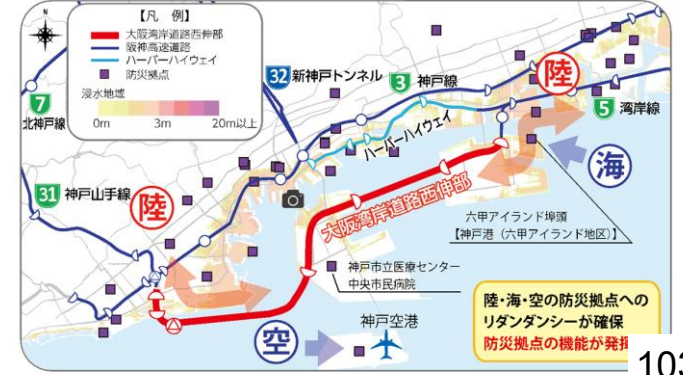 【凡 例】
大阪湾岸道路西伸部
阪神高速道路
ハーバーハイウェイ
防災拠点
浸水地域
0m 3m 20m以上
N
7
北神戸線
32 新神戸トンネル
3 神戸線
陸
5 湾岸線
ハーバーハイウェイ
海
31 神戸山手線
陸
大阪湾岸道路西伸部
六甲アイランド埠頭
【神戸港（六甲アイランド地区）】
神戸市立医療センター
中央市民病院
空
神戸空港
陸・海・空の防災拠点への
リダンダンシーが確保
防災拠点の機能が発
103